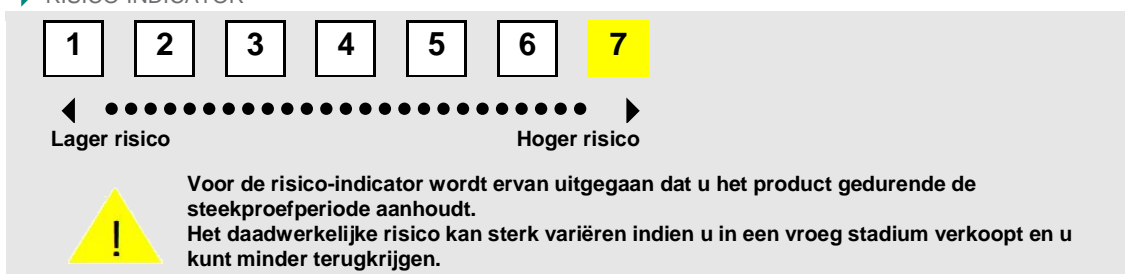 RISICO-INDICATOR
1 2 3 4 5 6 7
Lager risico Hoger risico
Voor de risico-indicator wordt ervan uitgegaan dat u het product gedurende de
steekproefperiode aanhoudt.
! Het daadwerkelijke risico kan sterk variëren indien u in een vroeg stadium verkoopt en u
kunt minder terugkrijgen.